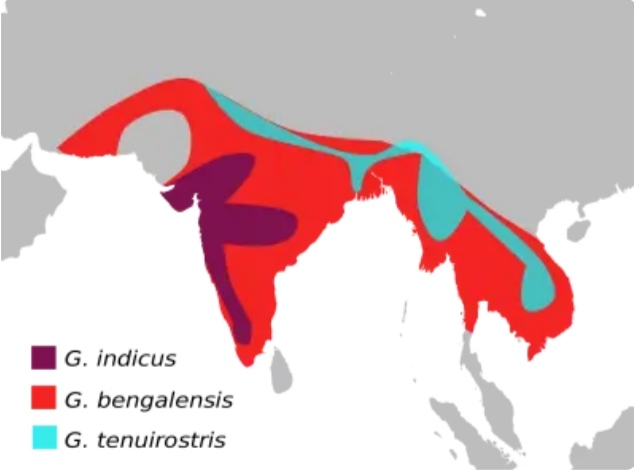 G. indicus
G. bengalensis
G. tenuirostris